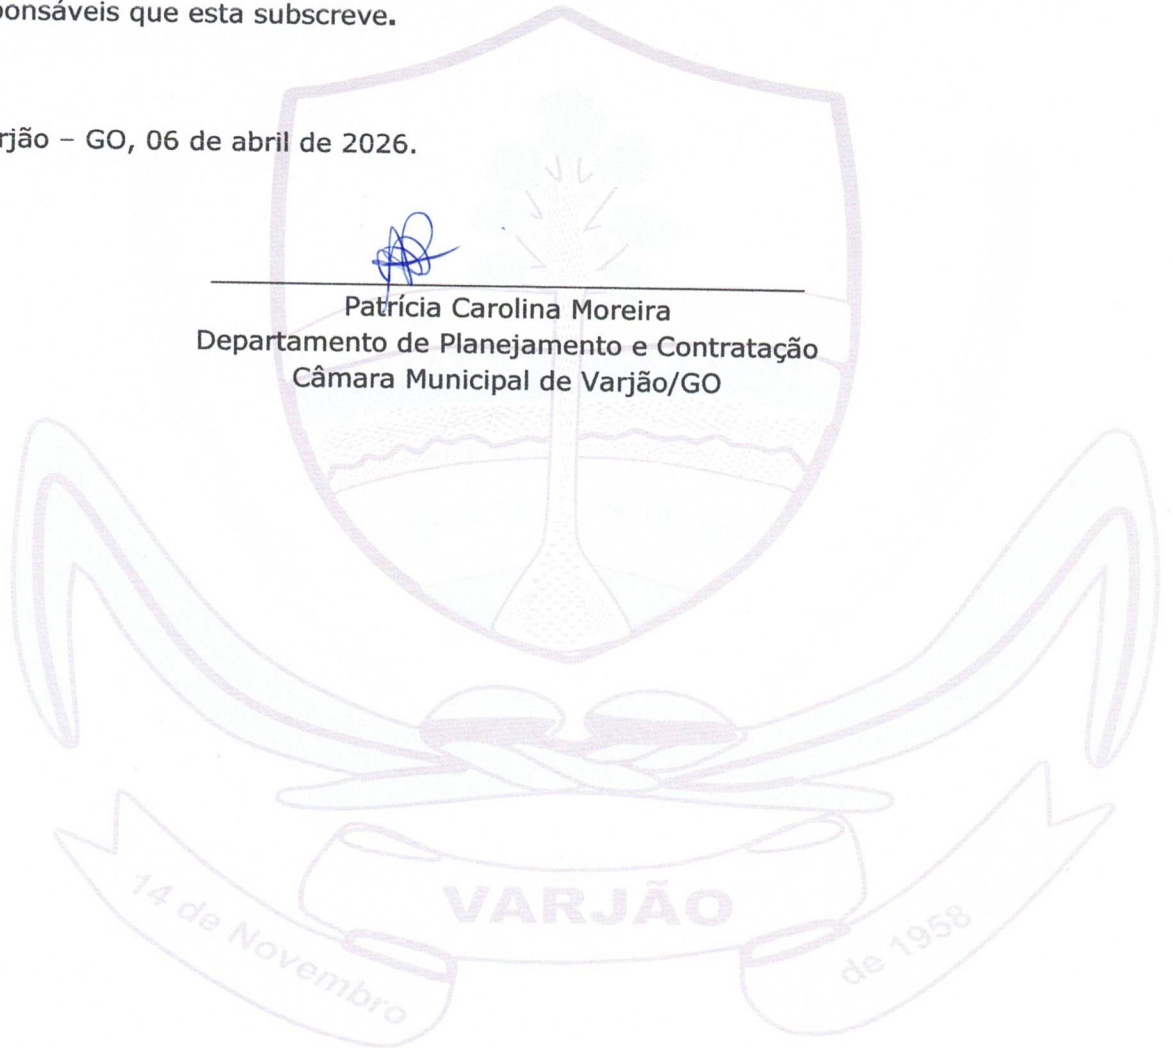 ponsáveis que esta subscreve.
rjão – GO, 06 de abril de 2026.
Patrícia Carolina Moreira
Departamento de Planejamento e Contratação
Câmara Municipal de Varjão/GO
VARJÃO
14 de Novembro
de 1958